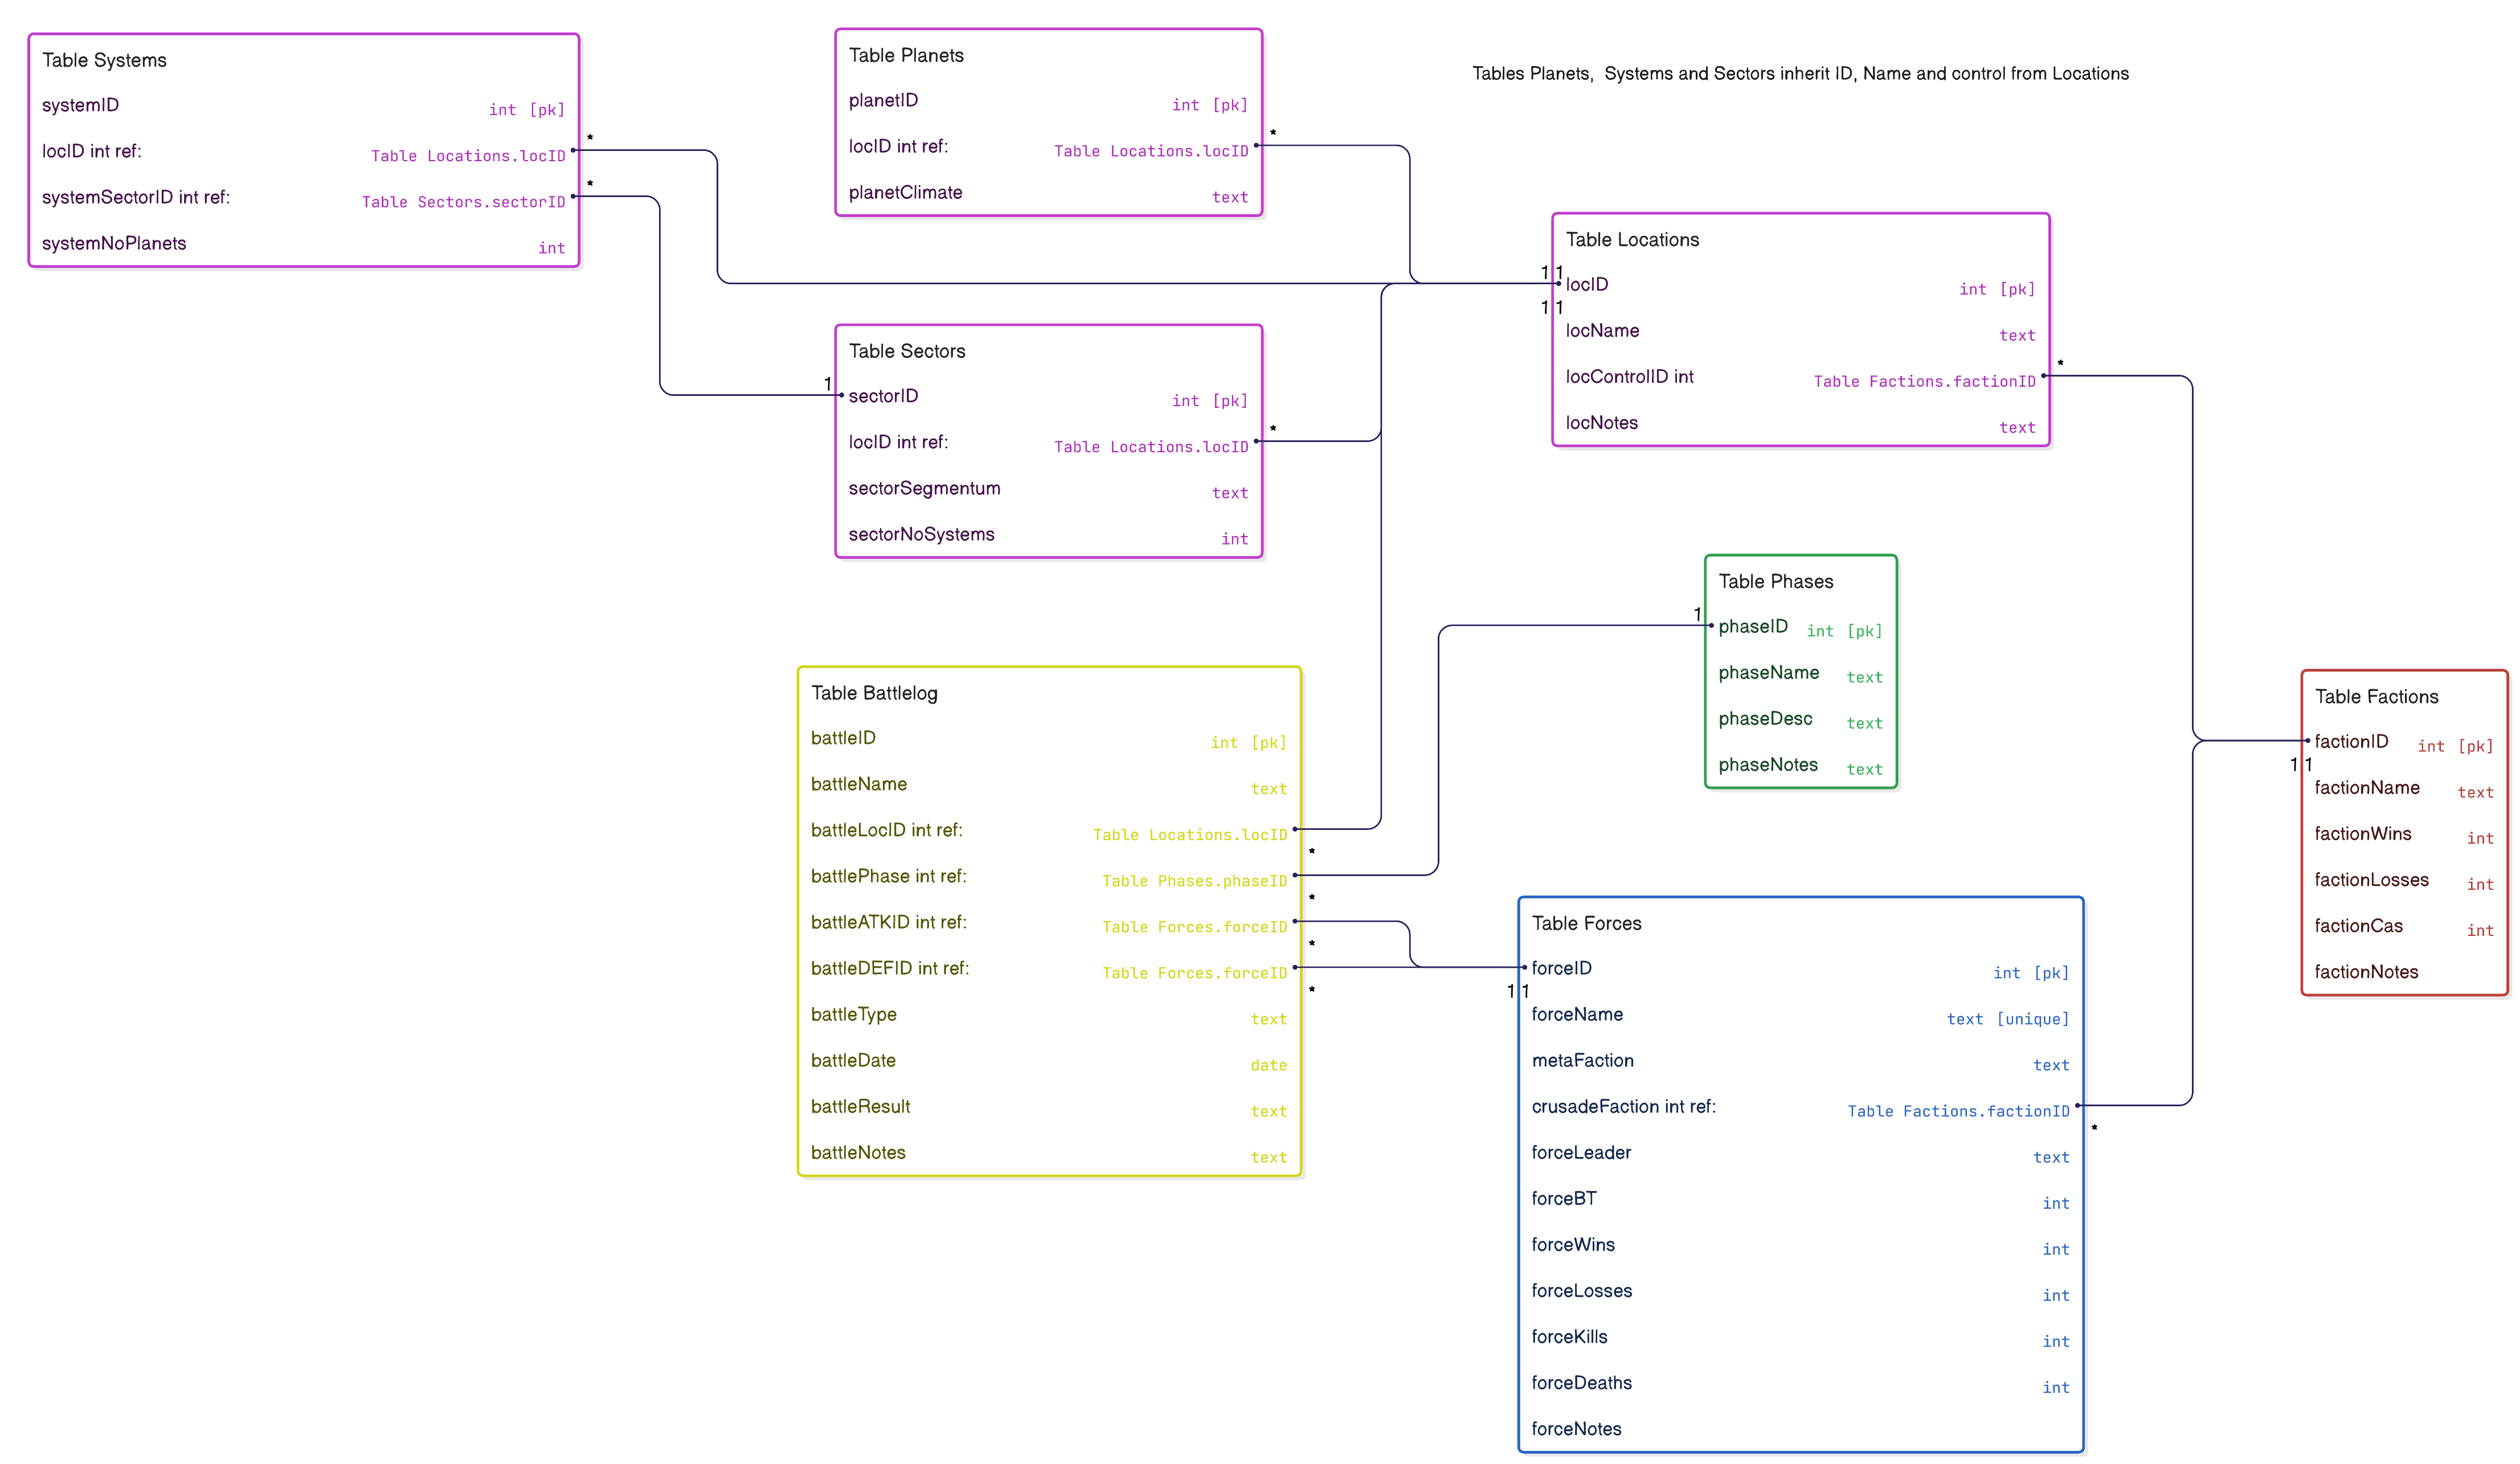 Table Systems
systemID int [pk]
locID int ref: Table Locations.locID
systemSectorID int ref: Table Sectors.sectorID
systemNoPlanets int
*
*
Table Planets
planetID int [pk]
locID int ref: Table Locations.locID
planetClimate text
*
Tables Planets, Systems and Sectors inherit ID, Name and control from Locations
Table Locations
1 1
locID int [pk]
1 1
locName text
locControlID int Table Factions.factionID
locNotes text
*
Table Sectors
1
sectorID int [pk]
locID int ref: Table Locations.locID
sectorSegmentum text
sectorNoSystems int
*
Table Phases
1
phaseID int [pk]
phaseName text
phaseDesc text
phaseNotes text
Table Battlelog
battleID int [pk]
battleName text
battleLocID int ref: Table Locations.locID
*
battlePhase int ref: Table Phases.phaseID
*
battleATKID int ref: Table Forces.forceID
*
battleDEFID int ref: Table Forces.forceID
*
battleType text
battleDate date
battleResult text
battleNotes text
Table Factions
factionID int [pk]
1 1
factionName text
factionWins int
factionLosses int
factionCas int
factionNotes
Table Forces
forceID int [pk]
1 1
forceName text [unique]
metaFaction text
crusadeFaction int ref: Table Factions.factionID
*
forceLeader text
forceBT int
forceWins int
forceLosses int
forceKills int
forceDeaths int
forceNotes